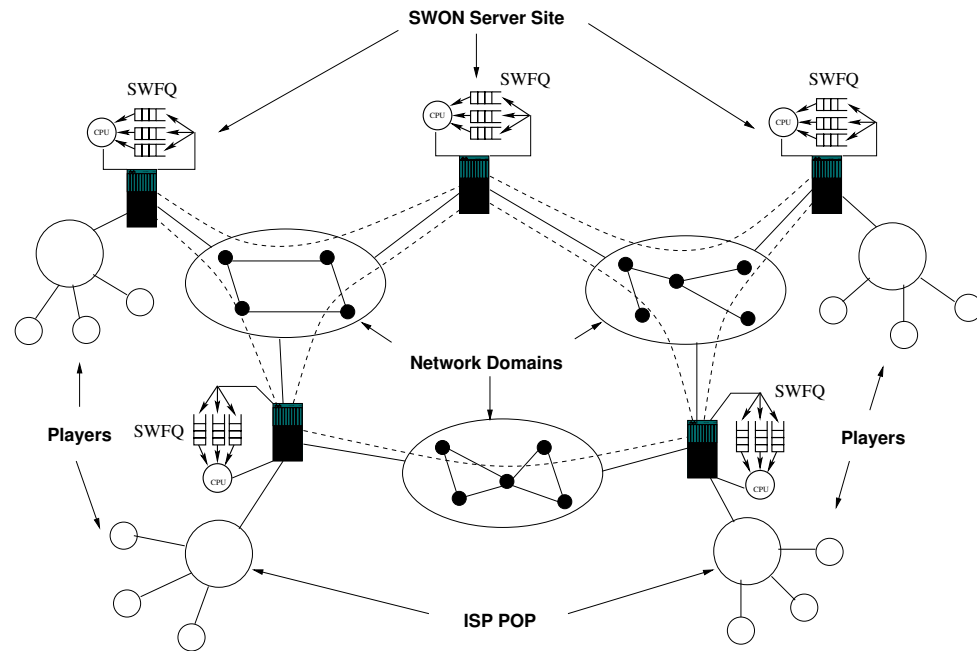 SWON Server Site
SWFQ
SWFQ
SWFQ
CPU
CPU
CPU
Network Domains
SWFQ
SWFQ
Players
Players
CPU
CPU
ISP POP